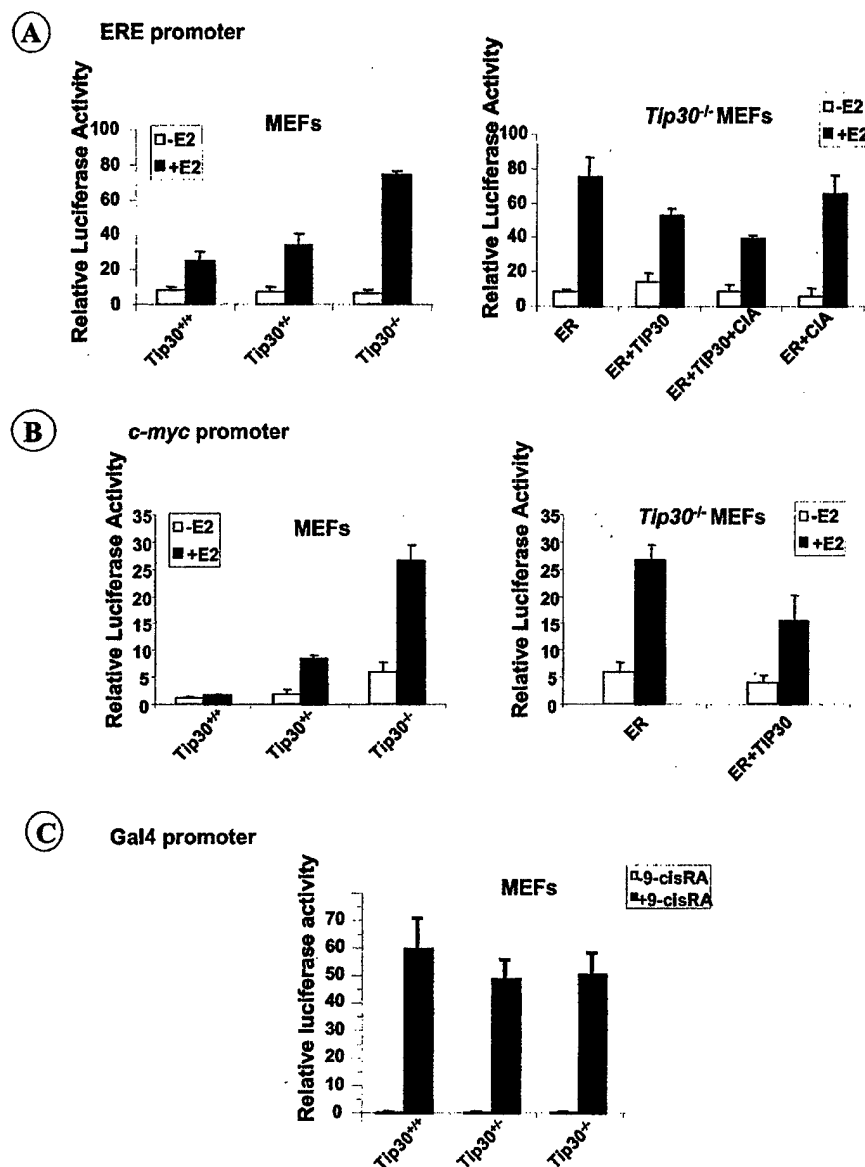 A ERE promoter
Relative Luciferase Activity
MEFs
-E2
+E2
100
80
60
40
20
0
Tip30+/+
Tip30+/-
Tip30-/-
Relative Luciferase Activity
Tip30-/- MEFs
-E2
+E2
100
80
60
40
20
0
ER
ER+TIP30
ER+TIP30+CIA
ER+CIA
B c-myc promoter
Relative Luciferase Activity
MEFs
-E2
+E2
35
30
25
20
15
10
5
0
Tip30+/+
Tip30+/-
Tip30-/-
Relative Luciferase Activity
Tip30-/- MEFs
-E2
+E2
35
30
25
20
15
10
5
0
ER
ER+TIP30
C Gal4 promoter
Relative luciferase activity
MEFs
-9-cisRA
+9-cisRA
70
60
50
40
30
20
10
0
Tip30+/+
Tip30+/-
Tip30-/-